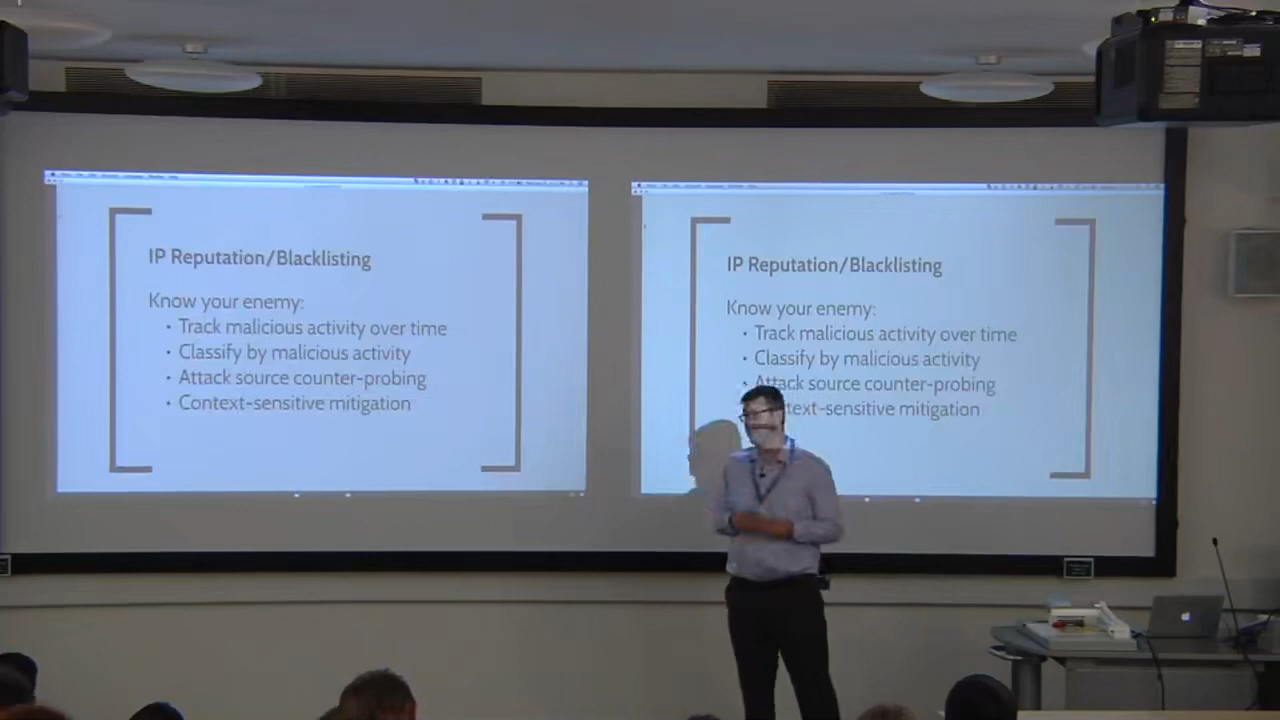 IP Reputation/Blacklisting
Know your enemy:
• Track malicious activity over time
• Classify by malicious activity
• Attack source counter-probing
• Context-sensitive mitigation
IP Reputation/Blacklisting
Know your enemy:
• Track malicious activity over time
• Classify by malicious activity
• Attack source counter-probing
text-sensitive mitigation